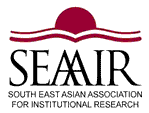 SEAAIR
SOUTH EAST ASIAN ASSOCIATION
FOR INSTITUTIONAL RESEARCH